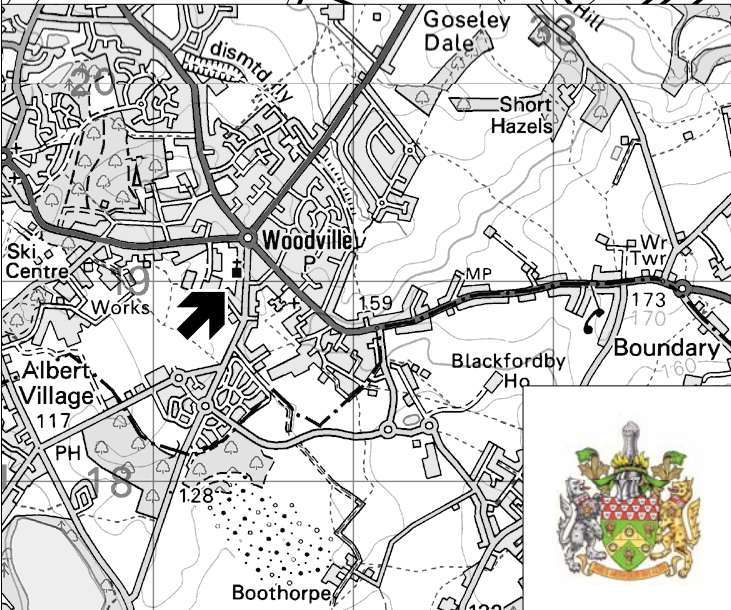 Goseley
Dale
38
Hill
dismtd rly
20
Short
Hazels
Woodville
P
Ski
Centre
19
Works
MP
Wr
Twr
159
173
170
Boundary
160
Albert
Village
117
PH
Blackfordby
Ho
18
128
Boothorpe